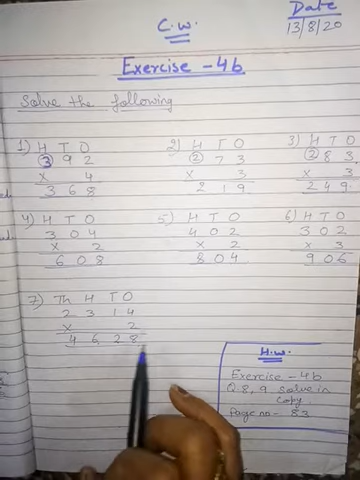 C.W.
Date
13/8/20
Exercise - 4b
Solve the following
1) H T O
3 9 2
x 4
3 6 8
2) H T O
2 7 3
x 3
2 1 9
3) H T O
2 8 3
x 3
2 4 9
4) H T O
3 0 4
x 2
6 0 8
5) H T O
4 0 2
x 2
8 0 4
6) H T O
3 0 2
x 3
9 0 6
7) Th H T O
2 3 1 4
x 2
4 6 2 8
H.W.
Exercise - 4b
Q. 8, 9 Solve in
Copy
Page no - 83